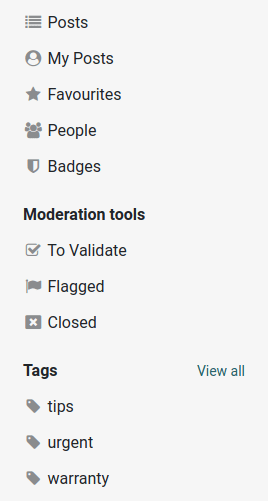 Posts
My Posts
Favourites
People
Badges
Moderation tools
To Validate
Flagged
Closed
Tags View all
tips
urgent
warranty